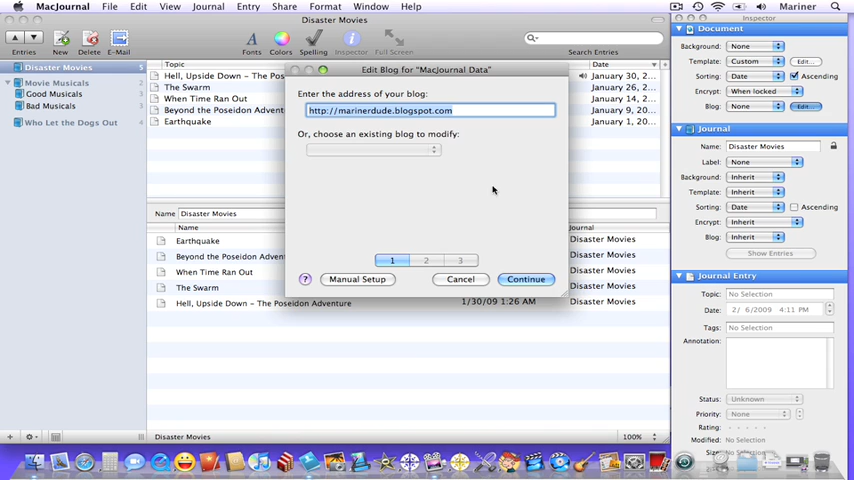 MacJournal File Edit View Journal Entry Share Format Window Help Mariner
Disaster Movies
Entries New Delete E-Mail Fonts Colors Spelling Inspector Full Screen Search Entries
Disaster Movies 5
Movie Musicals 4
Good Musicals
Bad Musicals
Who Let the Dogs Out 4
Topic Date
Hell, Upside Down - The Pos January 30, 2...
The Swarm January 26, 2...
When Time Ran Out January 23, 2...
Beyond the Poseidon Advent January 9, 20...
Earthquake January 1, 20...
Name Disaster Movies
Name Journal
Earthquake Disaster Movies
Beyond the Poseidon Adventu Disaster Movies
When Time Ran Out Disaster Movies
The Swarm Disaster Movies
Hell, Upside Down - The Poseidon Adventure 1/30/09 1:26 AM Disaster Movies
Disaster Movies 100%
Edit Blog for "MacJournal Data"
Enter the address of your blog:
http://marinerdude.blogspot.com
Or, choose an existing blog to modify:
1 2 3
? Manual Setup Cancel Continue
Inspector
Document
Background: None
Template: Custom Edit...
Sorting: Date Ascending
Encrypt: When locked
Blog: None Edit...
Journal
Name: Disaster Movies
Label: None
Background: Inherit
Template: Inherit
Sorting: Date Ascending
Encrypt: Inherit
Blog: Inherit
Show Entries
Journal Entry
Topic: No Selection
Date: 2/ 6/2009 4:11 PM
Tags: No Selection
Annotation:
Status: Unknown
Priority: None
Rating:
Modified: No Selection
Size: